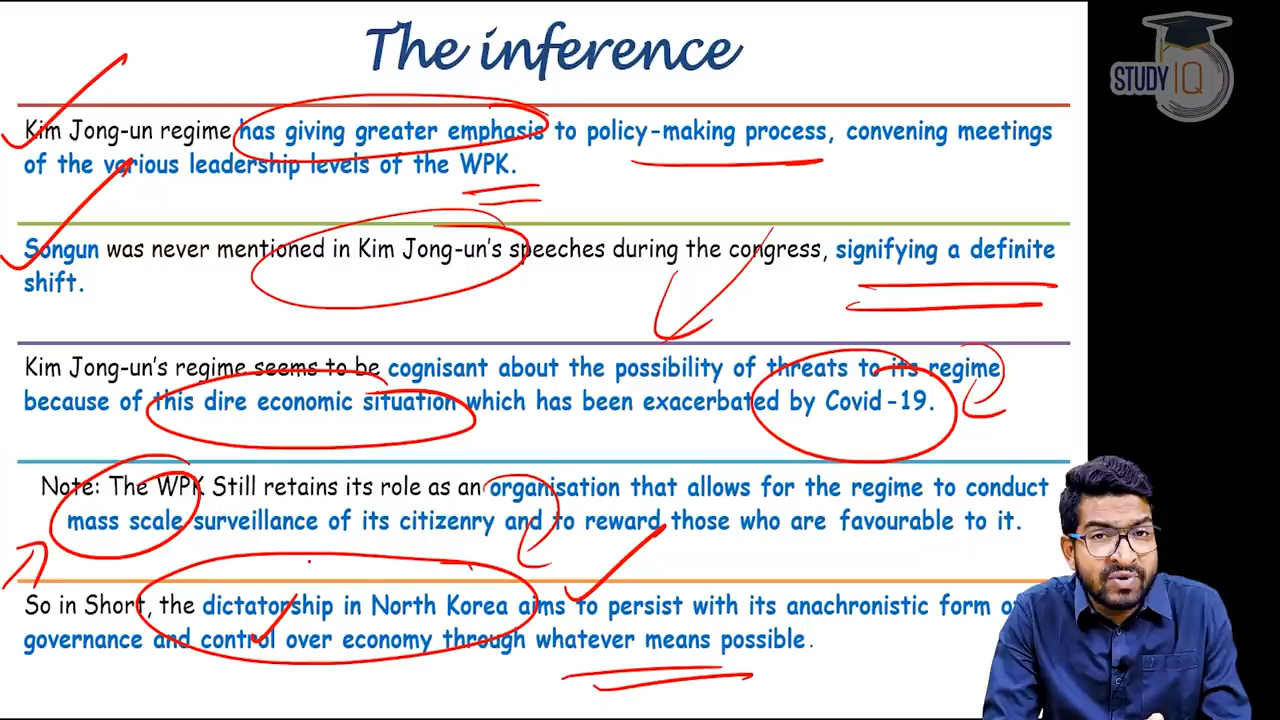 The inference
STUDY IQ
Kim Jong-un regime has giving greater emphasis to policy-making process, convening meetings
of the various leadership levels of the WPK.
Songun was never mentioned in Kim Jong-un's speeches during the congress, signifying a definite
shift.
Kim Jong-un's regime seems to be cognisant about the possibility of threats to its regime
because of this dire economic situation which has been exacerbated by Covid-19.
Note: The WPK Still retains its role as an organisation that allows for the regime to conduct
mass scale surveillance of its citizenry and to reward those who are favourable to it.
So in Short, the dictatorship in North Korea aims to persist with its anachronistic form o
governance and control over economy through whatever means possible.